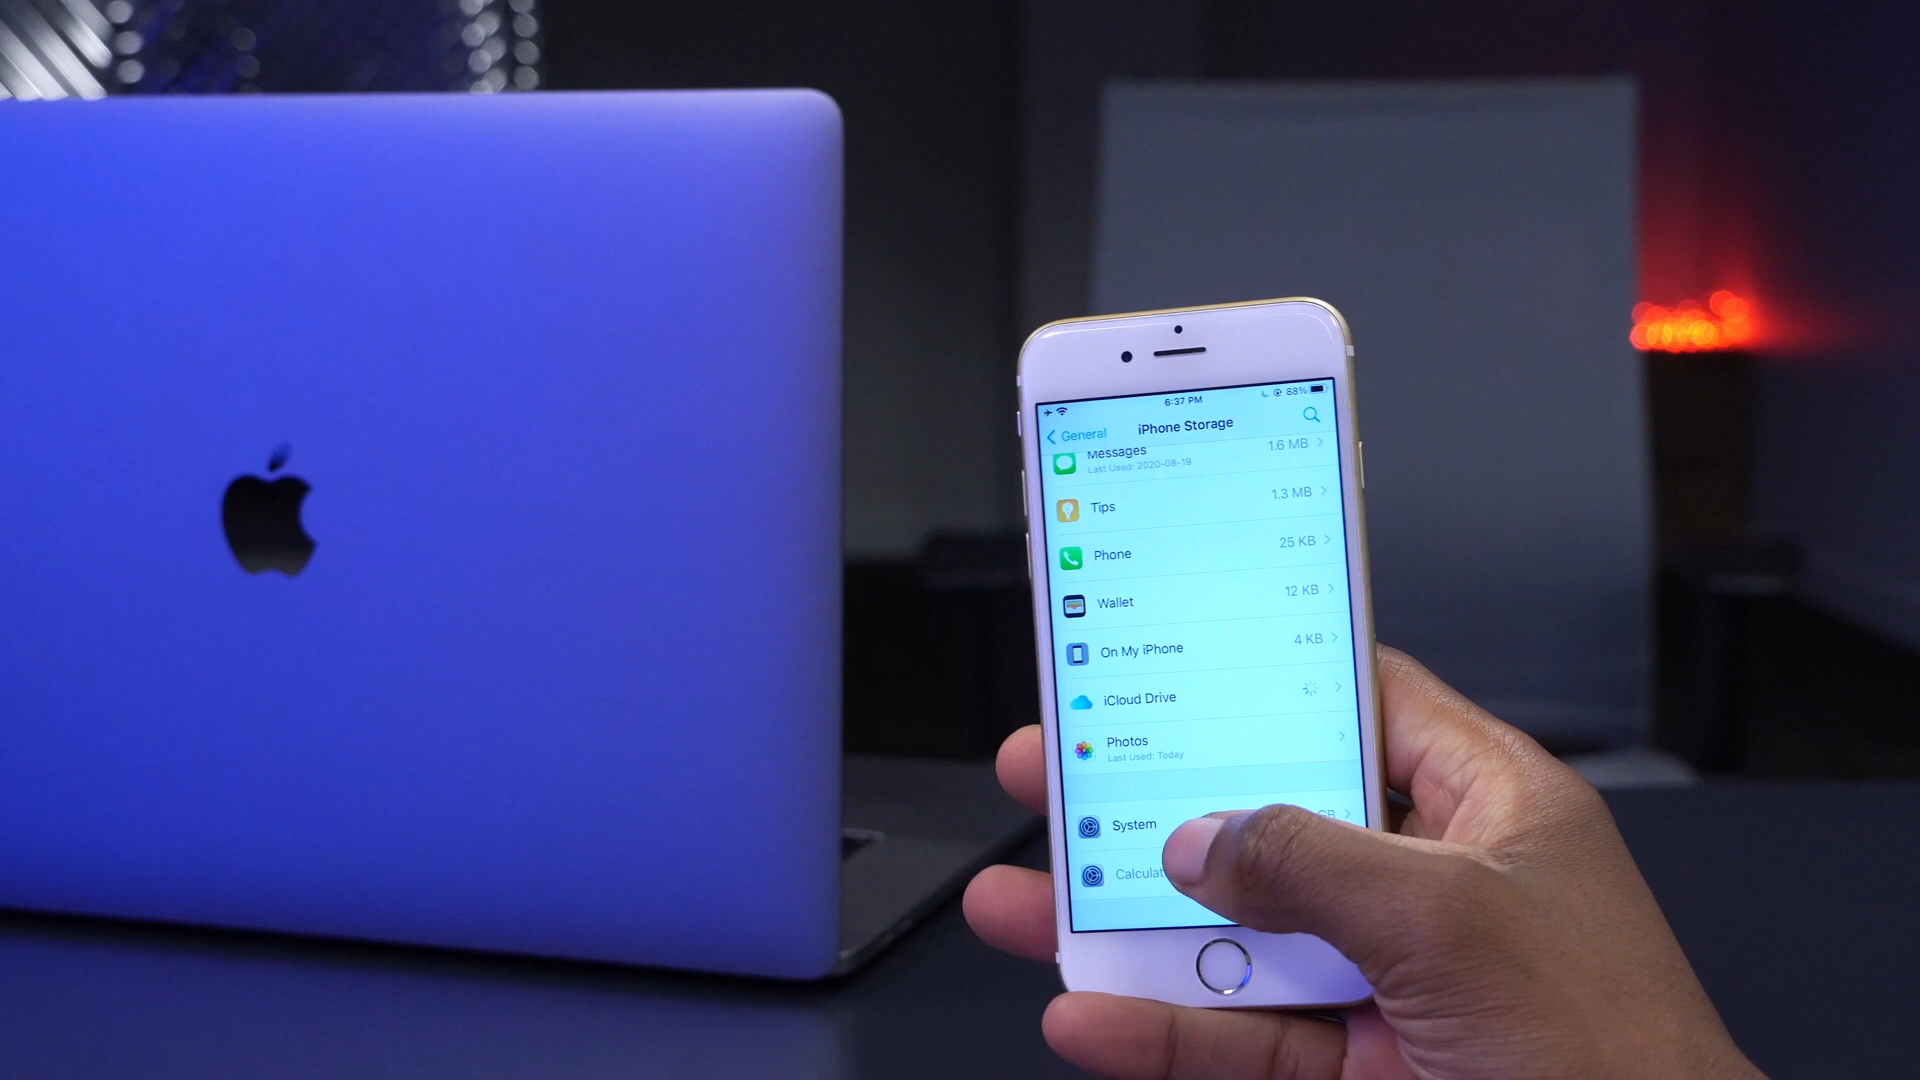 6:37 PM
88%
General
iPhone Storage
Messages
1.6 MB
Last Used: 2020-08-19
Tips
1.3 MB
Phone
25 KB
Wallet
12 KB
On My iPhone
4 KB
iCloud Drive
Photos
Last Used: Today
System
GB
Calculat